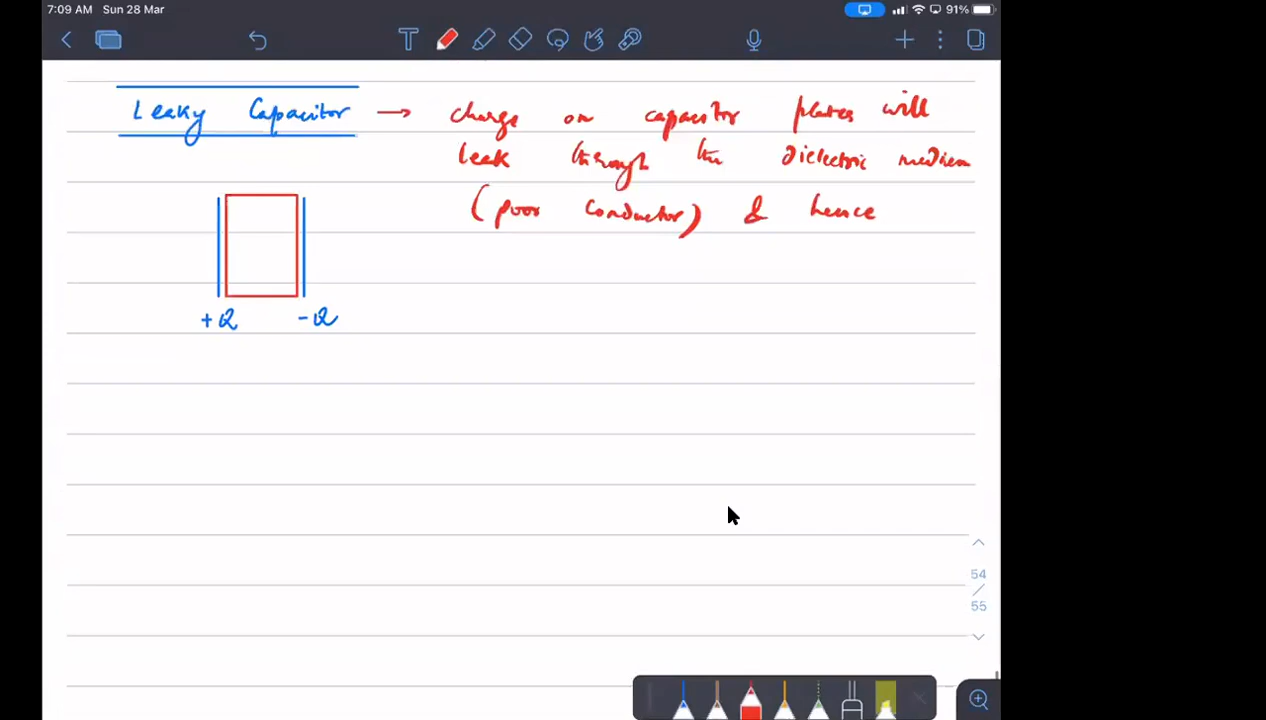 7:09 AM Sun 28 Mar
91%
T
Leaky Capacitor → charge on capacitor plates will
leak through the dielectric medium
(poor conductor) & hence
+Q -Q
54
/
55